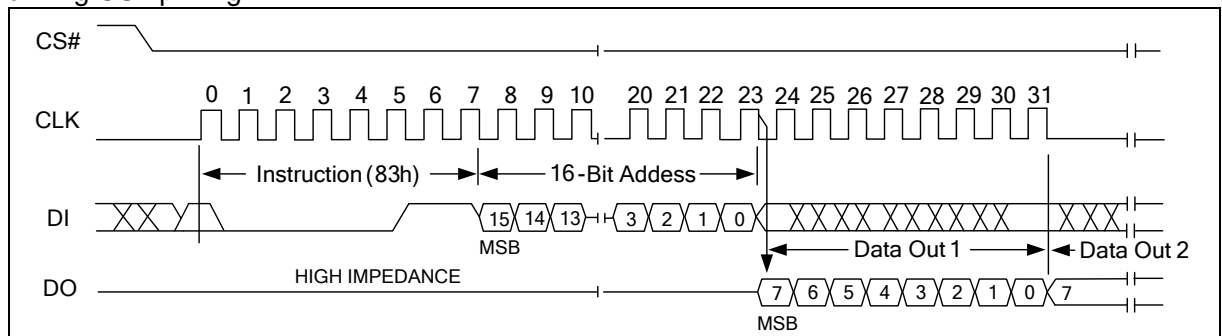 CS#
0 1 2 3 4 5 6 7 8 9 10 20 21 22 23 24 25 26 27 28 29 30 31
CLK
Instruction (83h) 16-Bit Addess
DI 15 14 13 3 2 1 0
MSB Data Out 1 Data Out 2
HIGH IMPEDANCE
DO 7 6 5 4 3 2 1 0 7
MSB